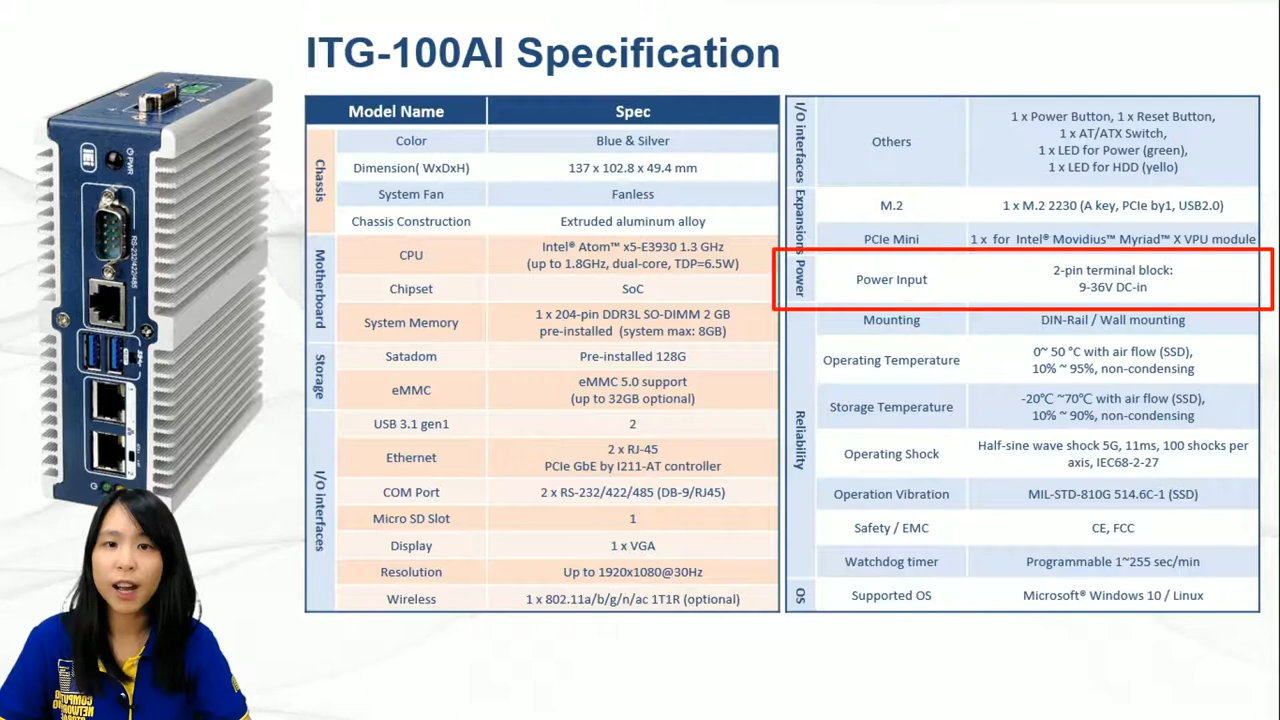 ITG-100AI Specification
Model Name Spec
Chassis
Color Blue & Silver
Dimension( WxDxH) 137 x 102.8 x 49.4 mm
System Fan Fanless
Chassis Construction Extruded aluminum alloy
Motherboard
CPU Intel® Atom™ x5-E3930 1.3 GHz
(up to 1.8GHz, dual-core, TDP=6.5W)
Chipset SoC
System Memory 1 x 204-pin DDR3L SO-DIMM 2 GB
pre-installed (system max: 8GB)
Storage
Satadom Pre-installed 128G
eMMC eMMC 5.0 support
(up to 32GB optional)
I/O interfaces
USB 3.1 gen1 2
Ethernet 2 x RJ-45
PCIe GbE by I211-AT controller
COM Port 2 x RS-232/422/485 (DB-9/RJ45)
Micro SD Slot 1
Display 1 x VGA
Resolution Up to 1920x1080@30Hz
Wireless 1 x 802.11a/b/g/n/ac 1T1R (optional)
I/O interfaces
Others 1 x Power Button, 1 x Reset Button,
1 x AT/ATX Switch,
1 x LED for Power (green),
1 x LED for HDD (yello)
Expansions
M.2 1 x M.2 2230 (A key, PCIe by1, USB2.0)
PCIe Mini 1 x for Intel® Movidius™ Myriad™ X VPU module
Power
Power Input 2-pin terminal block:
9-36V DC-in
Reliability
Mounting DIN-Rail / Wall mounting
Operating Temperature 0~ 50 °C with air flow (SSD),
10% ~ 95%, non-condensing
Storage Temperature -20°C ~70°C with air flow (SSD),
10% ~ 90%, non-condensing
Operating Shock Half-sine wave shock 5G, 11ms, 100 shocks per
axis, IEC68-2-27
Operation Vibration MIL-STD-810G 514.6C-1 (SSD)
Safety / EMC CE, FCC
Watchdog timer Programmable 1~255 sec/min
OS
Supported OS Microsoft® Windows 10 / Linux
iEi
PWR
RS-232/422/485